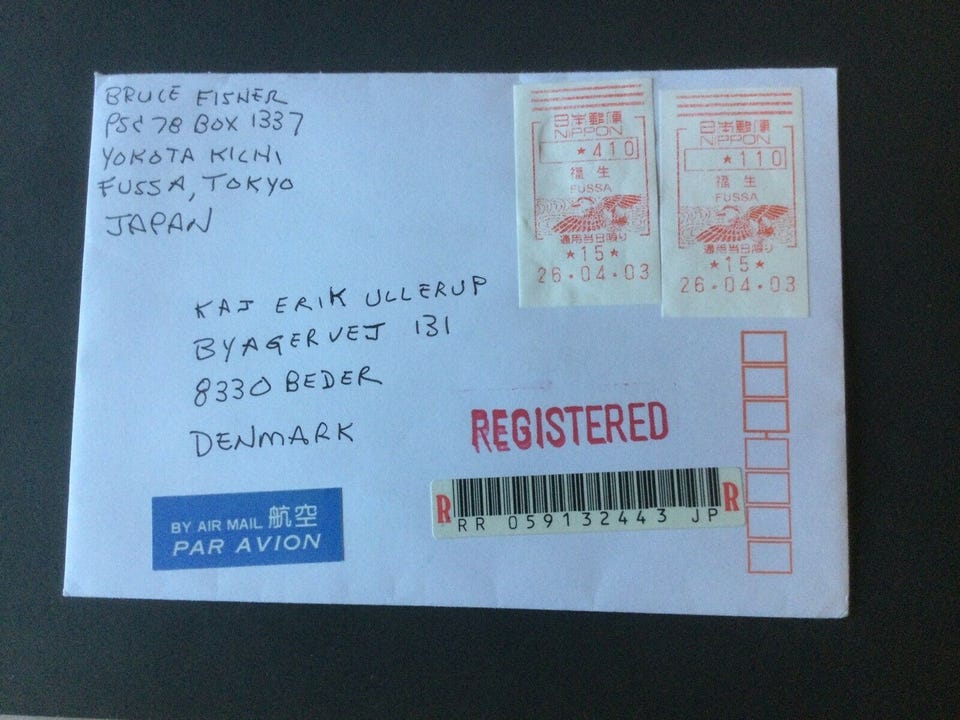 BRUCE FISHER
PSC 78 BOX 1337
YOKOTA KICHI
FUSSA, TOKYO
JAPAN
日本郵便
NIPPON
★410
福生
FUSSA
通用当日限り
★15★
26.04.03
日本郵便
NIPPON
★110
福生
FUSSA
通用当日限り
★15★
26.04.03
KAJ ERIK ULLERUP
BYAGERVEJ 131
8330 BEDER
DENMARK
REGISTERED
R R
RR 059132443 JP
BY AIR MAIL 航空
PAR AVION